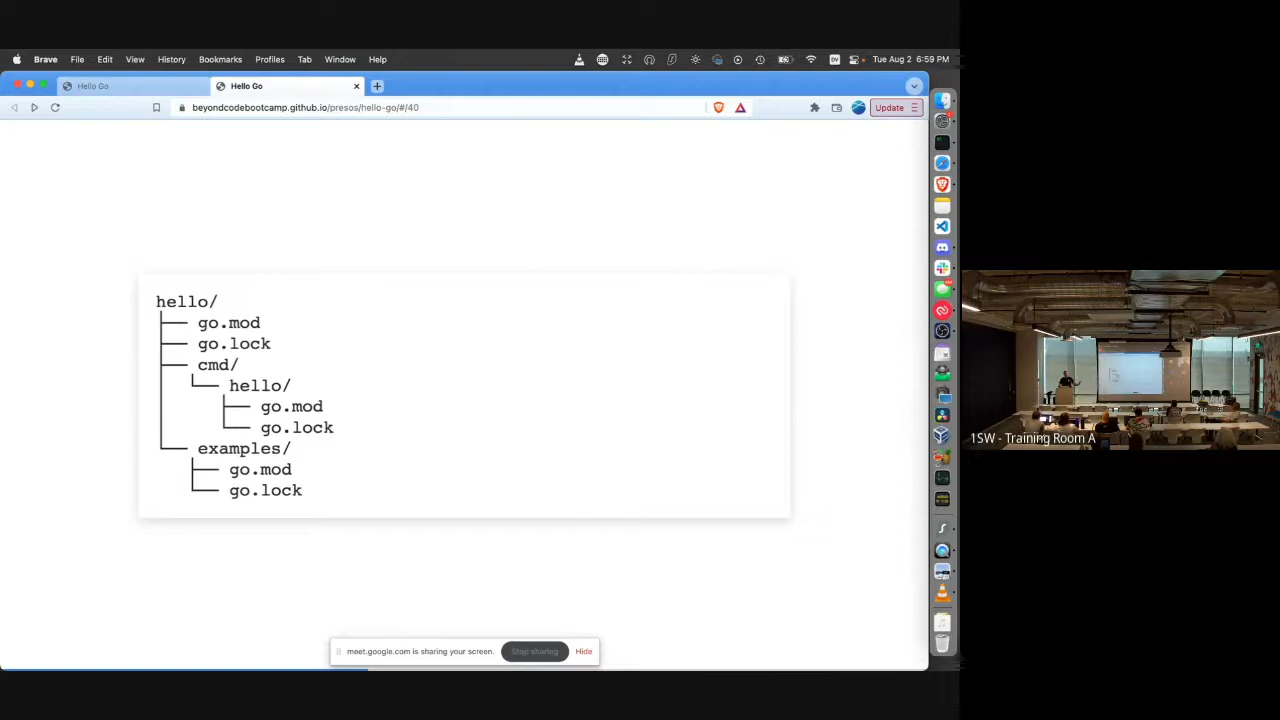 Brave File Edit View History Bookmarks Profiles Tab Window Help
DV
Tue Aug 2 6:59 PM
Hello Go
Hello Go
beyondcodebootcamp.github.io/presos/hello-go/#/40
Update
hello/
├── go.mod
├── go.lock
├── cmd/
│   └── hello/
│       ├── go.mod
│       └── go.lock
└── examples/
    ├── go.mod
    └── go.lock
meet.google.com is sharing your screen. Stop sharing Hide
1SW - Training Room A